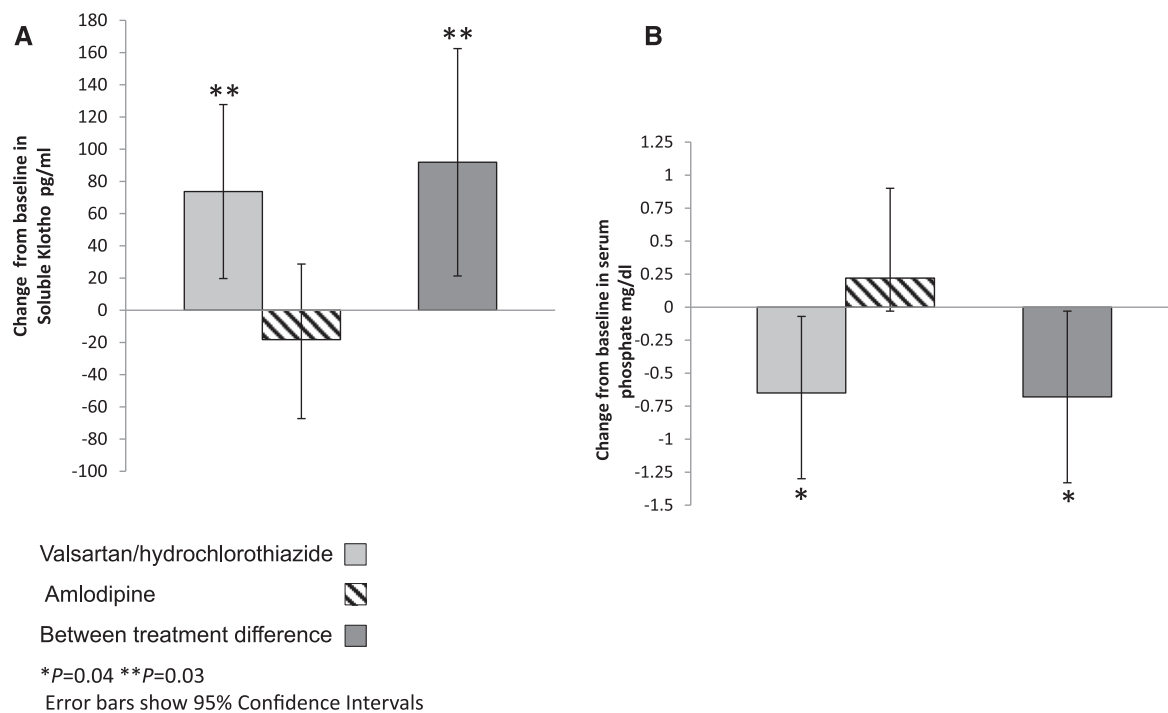 A
180
160
140
120
100
80
60
40
20
0
-20
-40
-60
-80
-100
Change from baseline in
Soluble Klotho pg/ml
**
**
B
1.25
1
0.75
0.5
0.25
0
-0.25
-0.5
-0.75
-1
-1.25
-1.5
Change from baseline in serum
phosphate mg/dl
*
*
Valsartan/hydrochlorothiazide
Amlodipine
Between treatment difference
*P=0.04 **P=0.03
Error bars show 95% Confidence Intervals